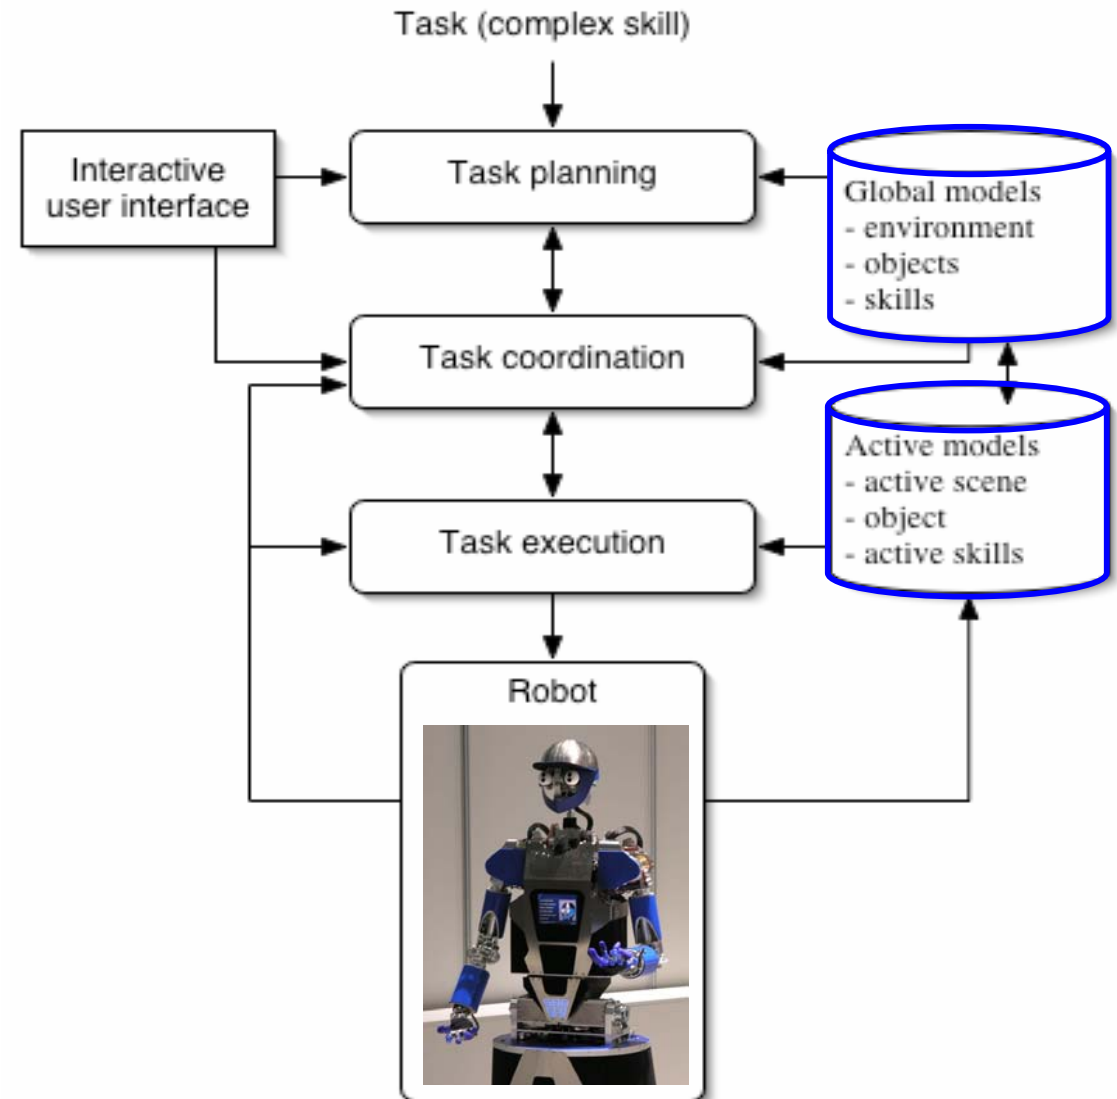 Task (complex skill)
Interactive
user interface
Task planning
Global models
- environment
- objects
- skills
Task coordination
Active models
- active scene
- object
- active skills
Task execution
Robot